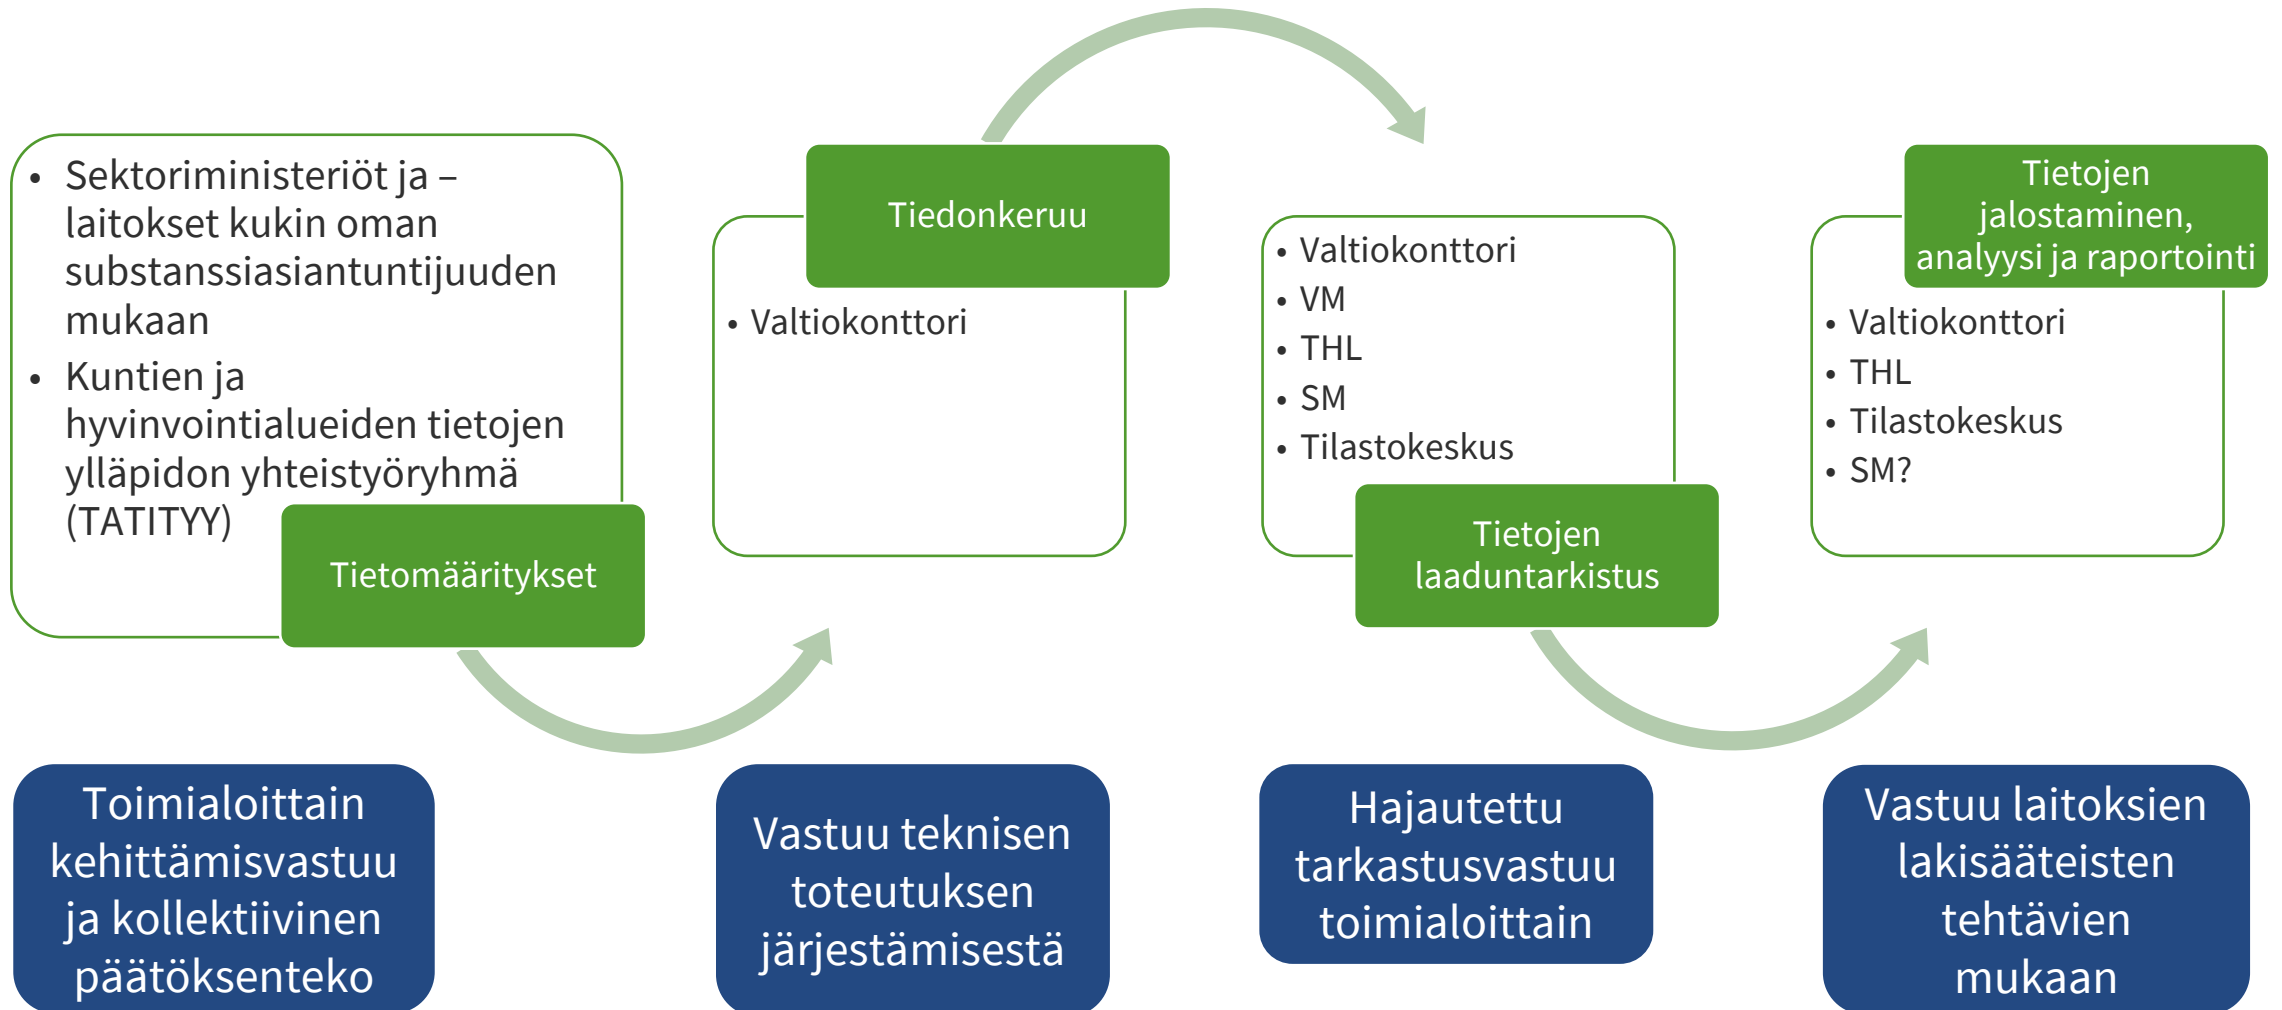 • Sektoriministeriöt ja –
laitokset kukin oman
substanssiasiantuntijuuden
mukaan
• Kuntien ja
hyvinvointialueiden tietojen
ylläpidon yhteistyöryhmä
(TATITYY)
Tietomääritykset
Tiedonkeruu
• Valtiokonttori
• Valtiokonttori
• VM
• THL
• SM
• Tilastokeskus
Tietojen
laaduntarkistus
Tietojen
jalostaminen,
analyysi ja raportointi
• Valtiokonttori
• THL
• Tilastokeskus
• SM?
Toimialoittain
kehittämisvastuu
ja kollektiivinen
päätöksenteko
Vastuu teknisen
toteutuksen
järjestämisestä
Hajautettu
tarkastusvastuu
toimialoittain
Vastuu laitoksien
lakisääteisten
tehtävien
mukaan